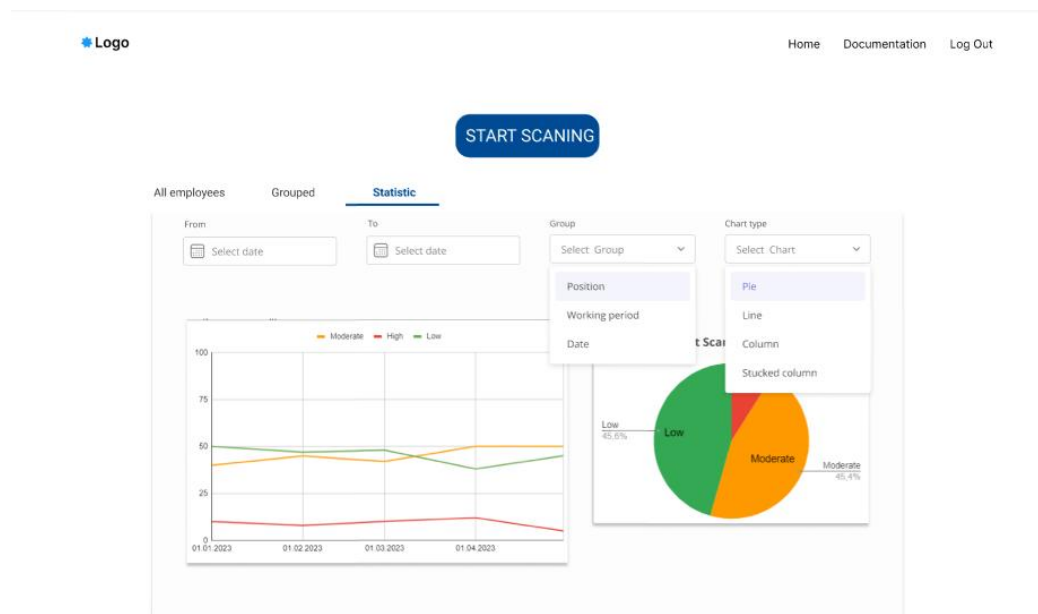 Logo
Home Documentation Log Out
START SCANING
All employees Grouped Statistic
From To Group Chart type
Select date Select date Select Group Select Chart
Position Pie
Working period Line
Date Column
Stucked column
Moderate High Low
100
75
50
25
0
01.01.2023 01.02.2023 01.03.2023 01.04.2023
Low
45,6%
Low
Moderate
Moderate
45,4%